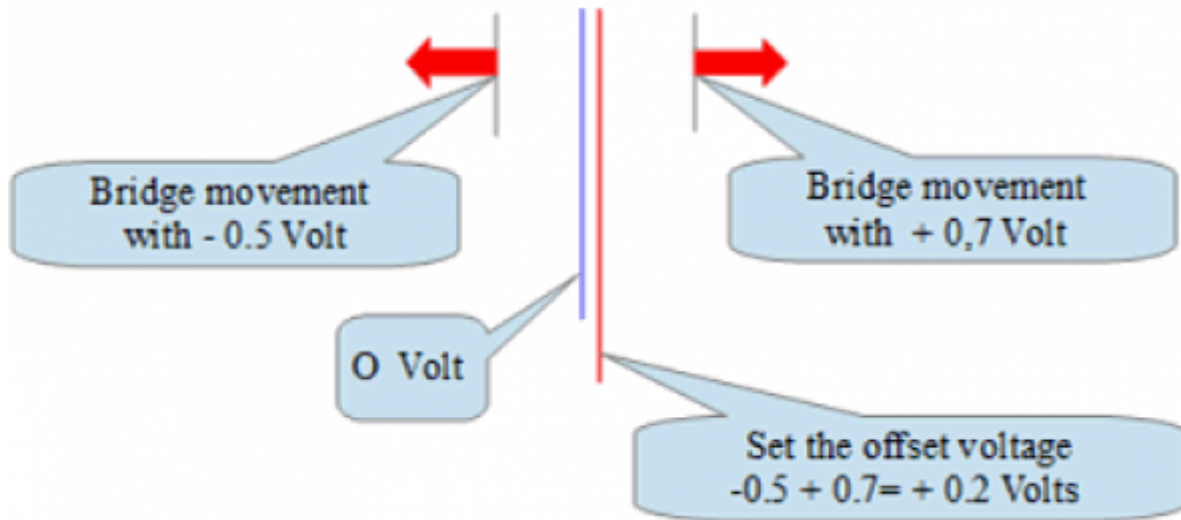 Bridge movement
with - 0.5 Volt
Bridge movement
with + 0,7 Volt
O Volt
Set the offset voltage
-0.5 + 0.7= + 0.2 Volts